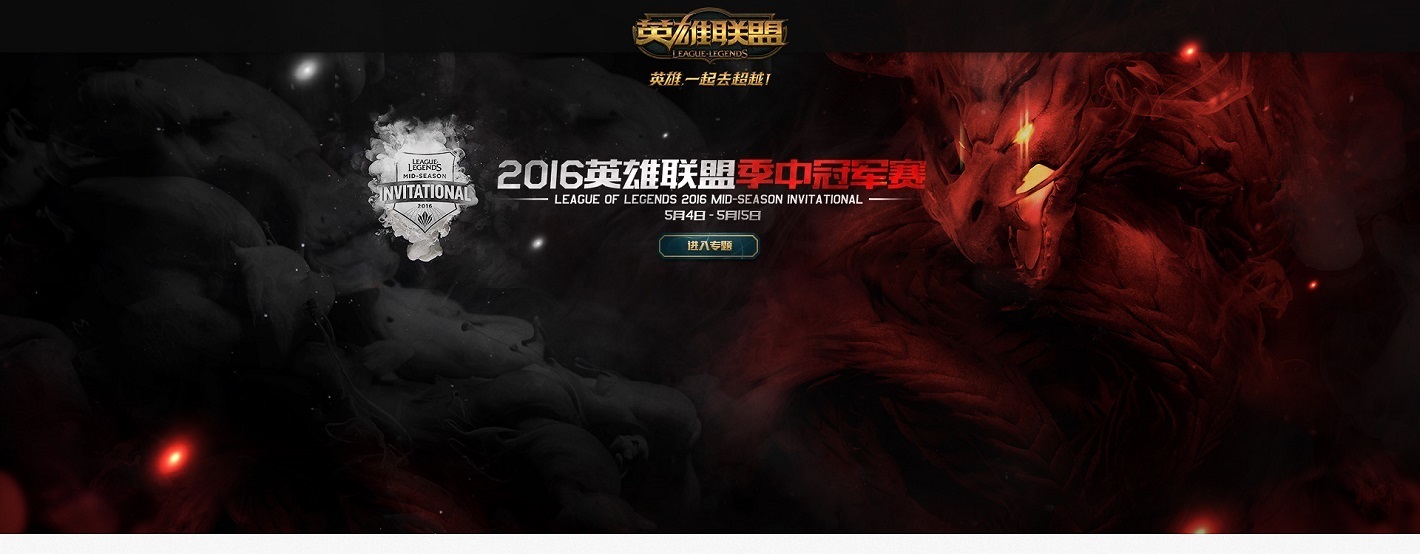 英雄联盟
LEAGUE OF LEGENDS
英雄,一起去超越!
LEAGUE OF
LEGENDS
MID-SEASON
INVITATIONAL
2016
2016英雄联盟季中冠军赛
LEAGUE OF LEGENDS 2016 MID-SEASON INVITATIONAL
5月4日 - 5月15日
进入专题